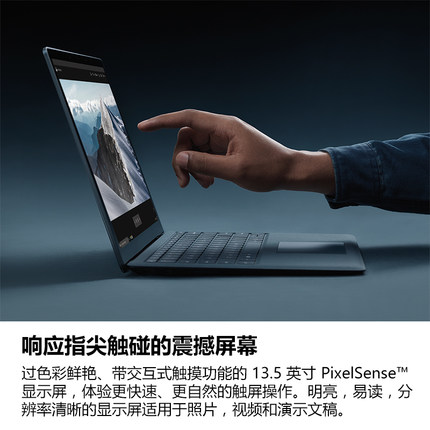 响应指尖触碰的震撼屏幕
过色彩鲜艳、带交互式触摸功能的 13.5 英寸 PixelSense™
显示屏，体验更快速、更自然的触屏操作。明亮，易读，分
辨率清晰的显示屏适用于照片，视频和演示文稿。